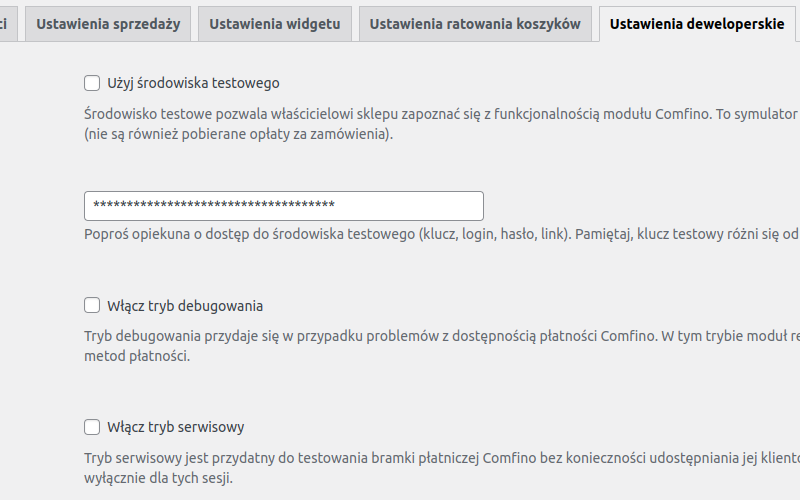 ci Ustawienia sprzedaży Ustawienia widgetu Ustawienia ratowania koszyków Ustawienia deweloperskie
Użyj środowiska testowego
Środowisko testowe pozwala właścicielowi sklepu zapoznać się z funkcjonalnością modułu Comfino. To symulator
(nie są również pobierane opłaty za zamówienia).
************************************
Poproś opiekuna o dostęp do środowiska testowego (klucz, login, hasło, link). Pamiętaj, klucz testowy różni się od
Włącz tryb debugowania
Tryb debugowania przydaje się w przypadku problemów z dostępnością płatności Comfino. W tym trybie moduł re
metod płatności.
Włącz tryb serwisowy
Tryb serwisowy jest przydatny do testowania bramki płatniczej Comfino bez konieczności udostępniania jej kliento
wyłącznie dla tych sesji.